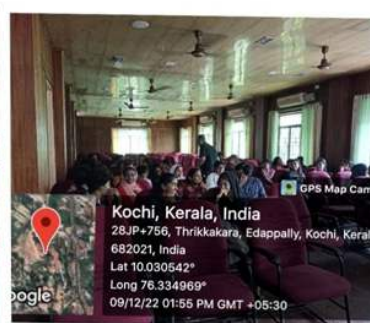 GPS Map Cam
Kochi, Kerala, India
28JP+756, Thrikkakara, Edappally, Kochi, Keral
682021, India
Lat 10.030542°
Long 76.334969°
09/12/22 01:55 PM GMT +05:30
oogle